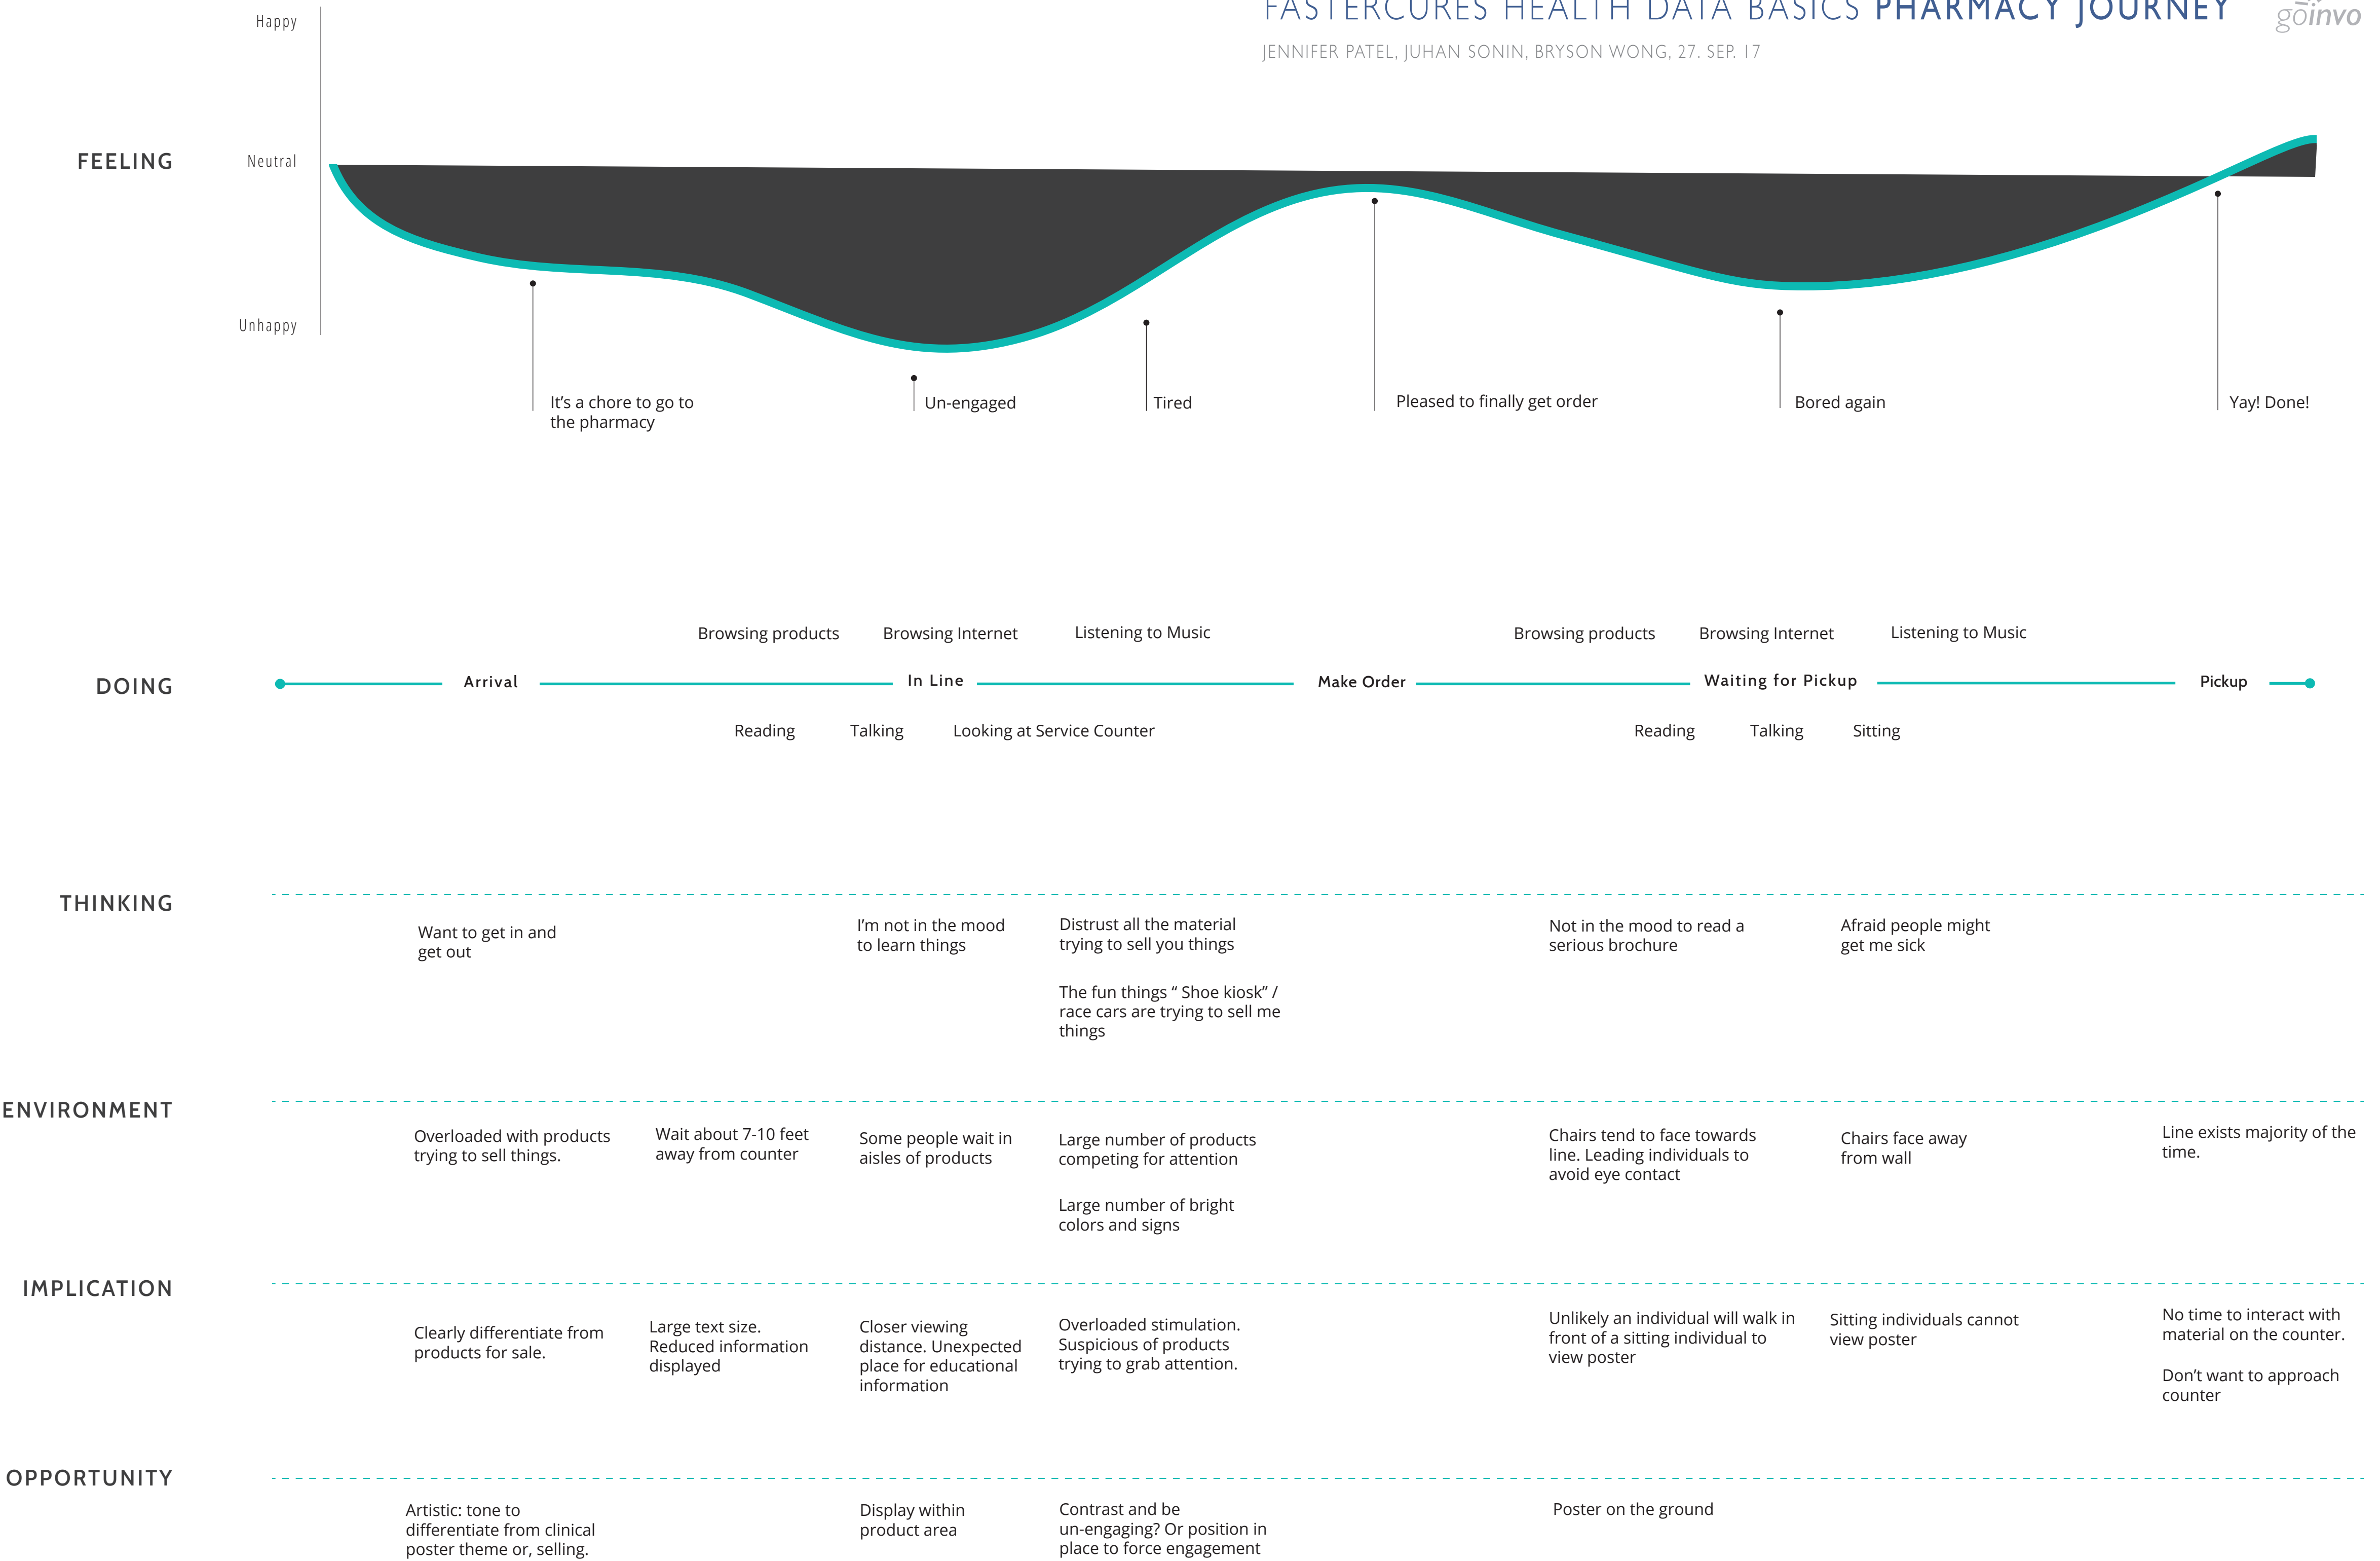 FASTERCURES HEALTH DATA BASICS PHARMACY JOURNEY
goinvo
JENNIFER PATEL, JUHAN SONIN, BRYSON WONG, 27. SEP. 17
FEELING
Happy
Neutral
Unhappy
It’s a chore to go to
the pharmacy
Un-engaged
Tired
Pleased to finally get order
Bored again
Yay! Done!
DOING
Browsing products
Browsing Internet
Listening to Music
Browsing products
Browsing Internet
Listening to Music
Arrival
In Line
Make Order
Waiting for Pickup
Pickup
Reading
Talking
Looking at Service Counter
Reading
Talking
Sitting
THINKING
Want to get in and
get out
I’m not in the mood
to learn things
Distrust all the material
trying to sell you things
The fun things “ Shoe kiosk” /
race cars are trying to sell me
things
Not in the mood to read a
serious brochure
Afraid people might
get me sick
ENVIRONMENT
Overloaded with products
trying to sell things.
Wait about 7-10 feet
away from counter
Some people wait in
aisles of products
Large number of products
competing for attention
Large number of bright
colors and signs
Chairs tend to face towards
line. Leading individuals to
avoid eye contact
Chairs face away
from wall
Line exists majority of the
time.
IMPLICATION
Clearly differentiate from
products for sale.
Large text size.
Reduced information
displayed
Closer viewing
distance. Unexpected
place for educational
information
Overloaded stimulation.
Suspicious of products
trying to grab attention.
Unlikely an individual will walk in
front of a sitting individual to
view poster
Sitting individuals cannot
view poster
No time to interact with
material on the counter.
Don’t want to approach
counter
OPPORTUNITY
Artistic: tone to
differentiate from clinical
poster theme or, selling.
Display within
product area
Contrast and be
un-engaging? Or position in
place to force engagement
Poster on the ground